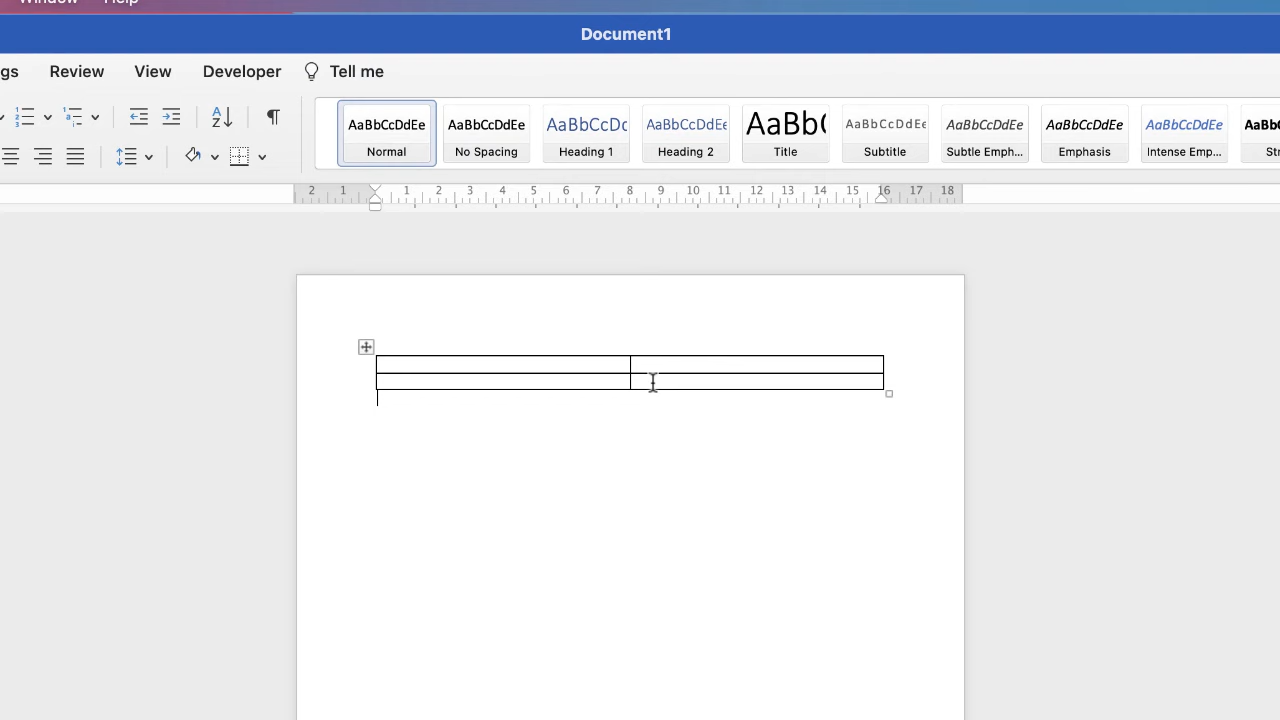 Window Help
Document1
gs Review View Developer Tell me
AaBbCcDdEe AaBbCcDdEe AaBbCcDc AaBbCcDdEe AaBb( AaBbCcDdEe AaBbCcDdEe AaBbCcDdEe AaBbCcDdEe AaBb
Normal No Spacing Heading 1 Heading 2 Title Subtitle Subtle Emph... Emphasis Intense Emp... Str
2 1 1 2 3 4 5 6 7 8 9 10 11 12 13 14 15 16 17 18